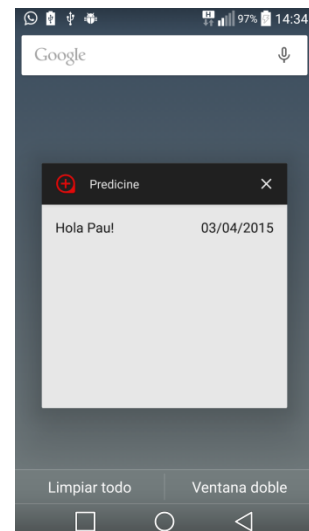 H 97% 14:34
Google
Predicine
Hola Pau! 03/04/2015
Limpiar todo Ventana doble